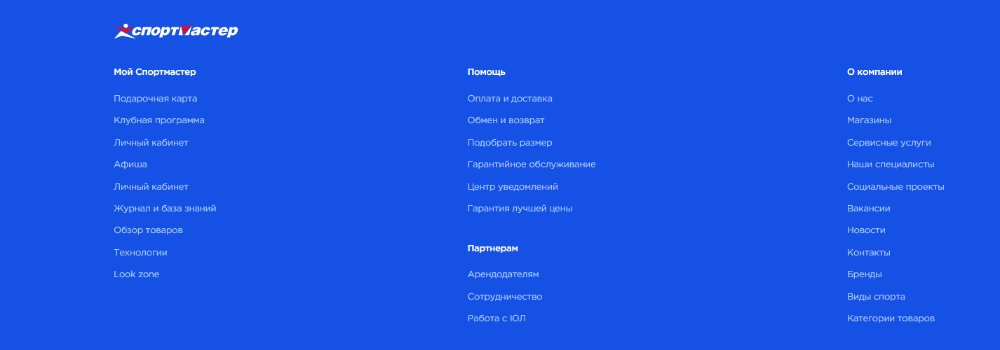 спортмастер
Мой Спортмастер
Подарочная карта
Клубная программа
Личный кабинет
Афиша
Личный кабинет
Журнал и база знаний
Обзор товаров
Технологии
Look zone
Помощь
Оплата и доставка
Обмен и возврат
Подобрать размер
Гарантийное обслуживание
Центр уведомлений
Гарантия лучшей цены
Партнерам
Арендодателям
Сотрудничество
Работа с ЮЛ
О компании
О нас
Магазины
Сервисные услуги
Наши специалисты
Социальные проекты
Вакансии
Новости
Контакты
Бренды
Виды спорта
Категории товаров